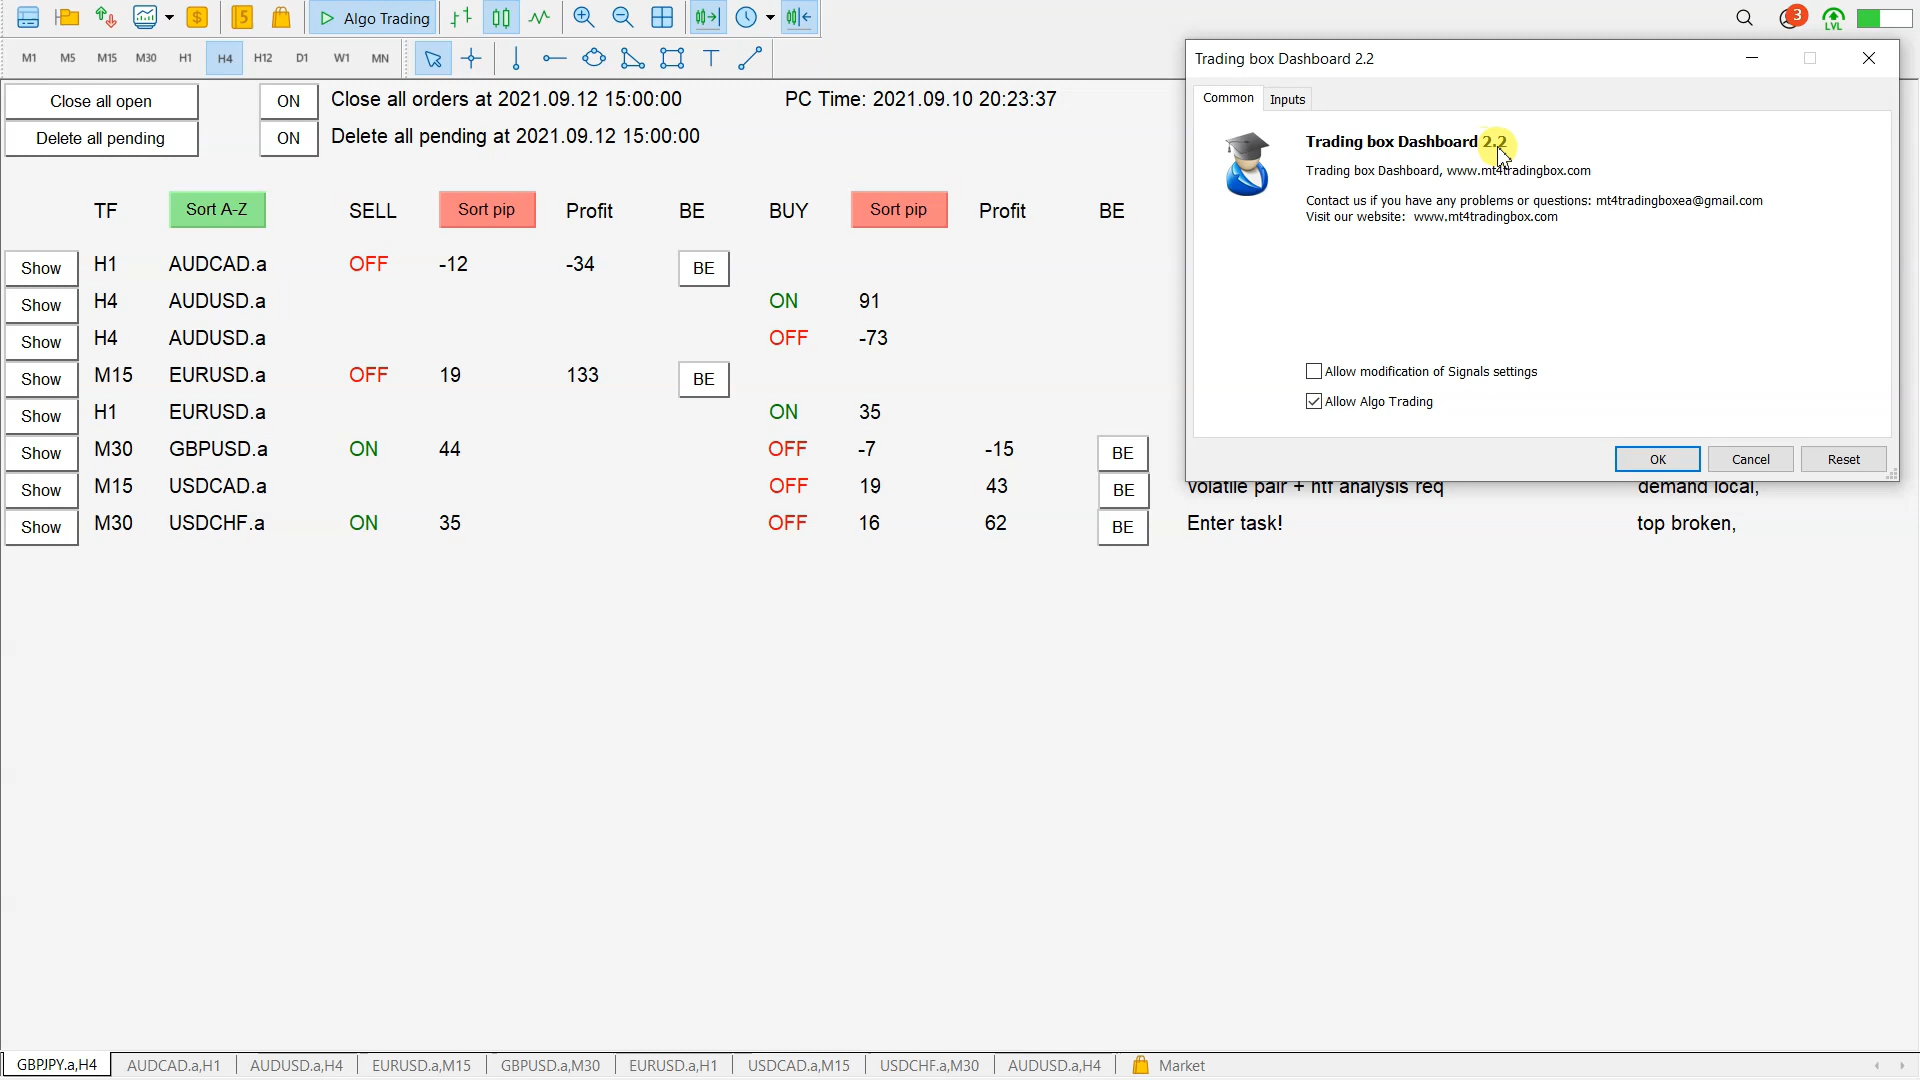 Algo Trading
3
LVL
M1 M5 M15 M30 H1 H4 H12 D1 W1 MN
Close all open ON Close all orders at 2021.09.12 15:00:00 PC Time: 2021.09.10 20:23:37
Delete all pending ON Delete all pending at 2021.09.12 15:00:00
TF Sort A-Z SELL Sort pip Profit BE BUY Sort pip Profit BE
Show H1 AUDCAD.a OFF -12 -34 BE
Show H4 AUDUSD.a ON 91
Show H4 AUDUSD.a OFF -73
Show M15 EURUSD.a OFF 19 133 BE
Show H1 EURUSD.a ON 35
Show M30 GBPUSD.a ON 44 OFF -7 -15 BE
Show M15 USDCAD.a OFF 19 43 BE volatile pair + htf analysis req demand local,
Show M30 USDCHF.a ON 35 OFF 16 62 BE Enter task! top broken,
Trading box Dashboard 2.2
Common Inputs
Trading box Dashboard 2.2
Trading box Dashboard, www.mt4tradingbox.com
Contact us if you have any problems or questions: mt4tradingboxea@gmail.com
Visit our website: www.mt4tradingbox.com
Allow modification of Signals settings
Allow Algo Trading
OK Cancel Reset
GBPJPY.a,H4 AUDCAD.a,H1 AUDUSD.a,H4 EURUSD.a,M15 GBPUSD.a,M30 EURUSD.a,H1 USDCAD.a,M15 USDCHF.a,M30 AUDUSD.a,H4 Market